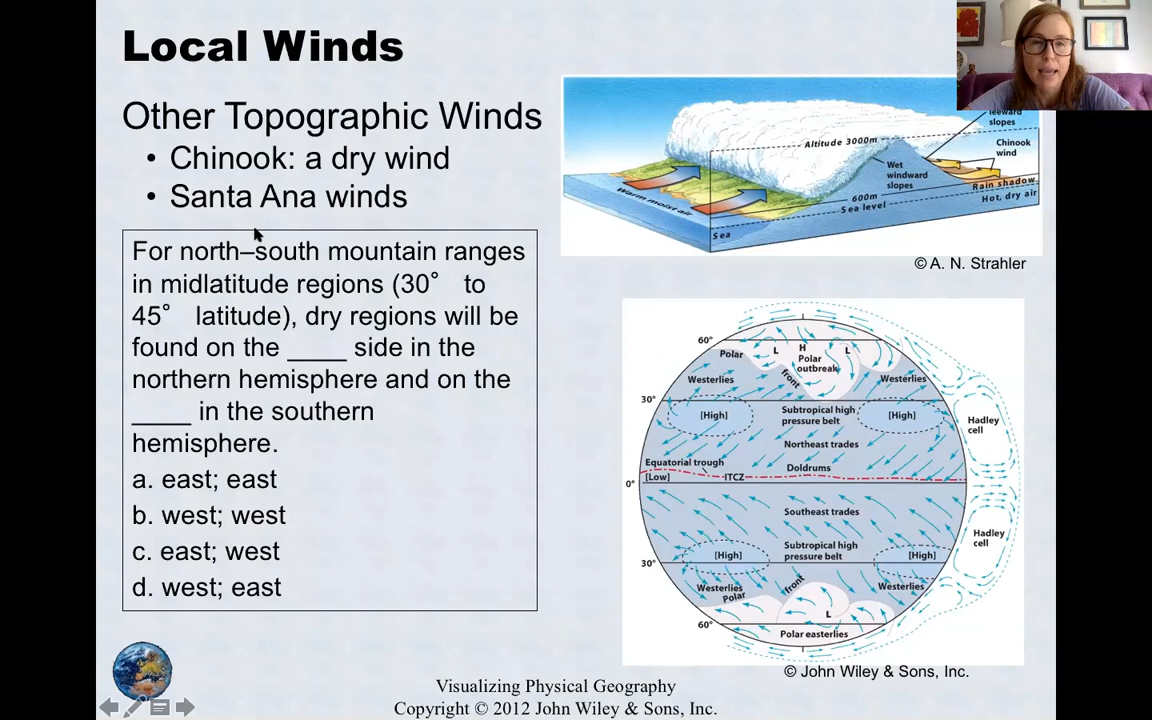 Local Winds
Other Topographic Winds
• Chinook: a dry wind
• Santa Ana winds
For north–south mountain ranges
in midlatitude regions (30° to
45° latitude), dry regions will be
found on the ____ side in the
northern hemisphere and on the
____ in the southern
hemisphere.
a. east; east
b. west; west
c. east; west
d. west; east
leeward
slopes
Altitude 3000m
Chinook
wind
Wet
windward
slopes
Rain shadow
Warm moist air
600m
Hot, dry air
Sea level
Sea
© A. N. Strahler
60°
L
H
L
Polar
Polar
outbreak
Westerlies
front
Westerlies
30°
[High]
Subtropical high
pressure belt
[High]
Hadley
cell
Northeast trades
Equatorial trough
Doldrums
[Low]
ITCZ
0°
Southeast trades
Hadley
cell
[High]
Subtropical high
pressure belt
[High]
30°
Westerlies
front
Westerlies
Polar
L
60°
Polar easterlies
© John Wiley & Sons, Inc.
Visualizing Physical Geography
Copyright © 2012 John Wiley & Sons, Inc.